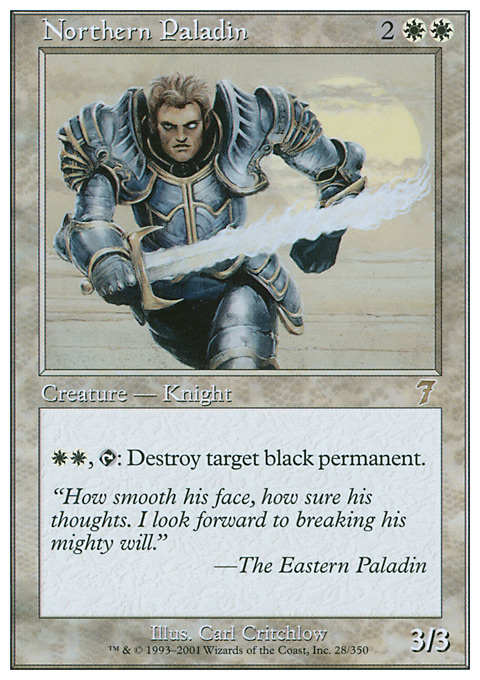 Northern Paladin 2
Creature — Knight
7
, : Destroy target black permanent.
“How smooth his face, how sure his
thoughts. I look forward to breaking his
mighty will.”
—The Eastern Paladin
Illus. Carl Critchlow
3/3
™ & © 1993–2001 Wizards of the Coast, Inc. 28/350